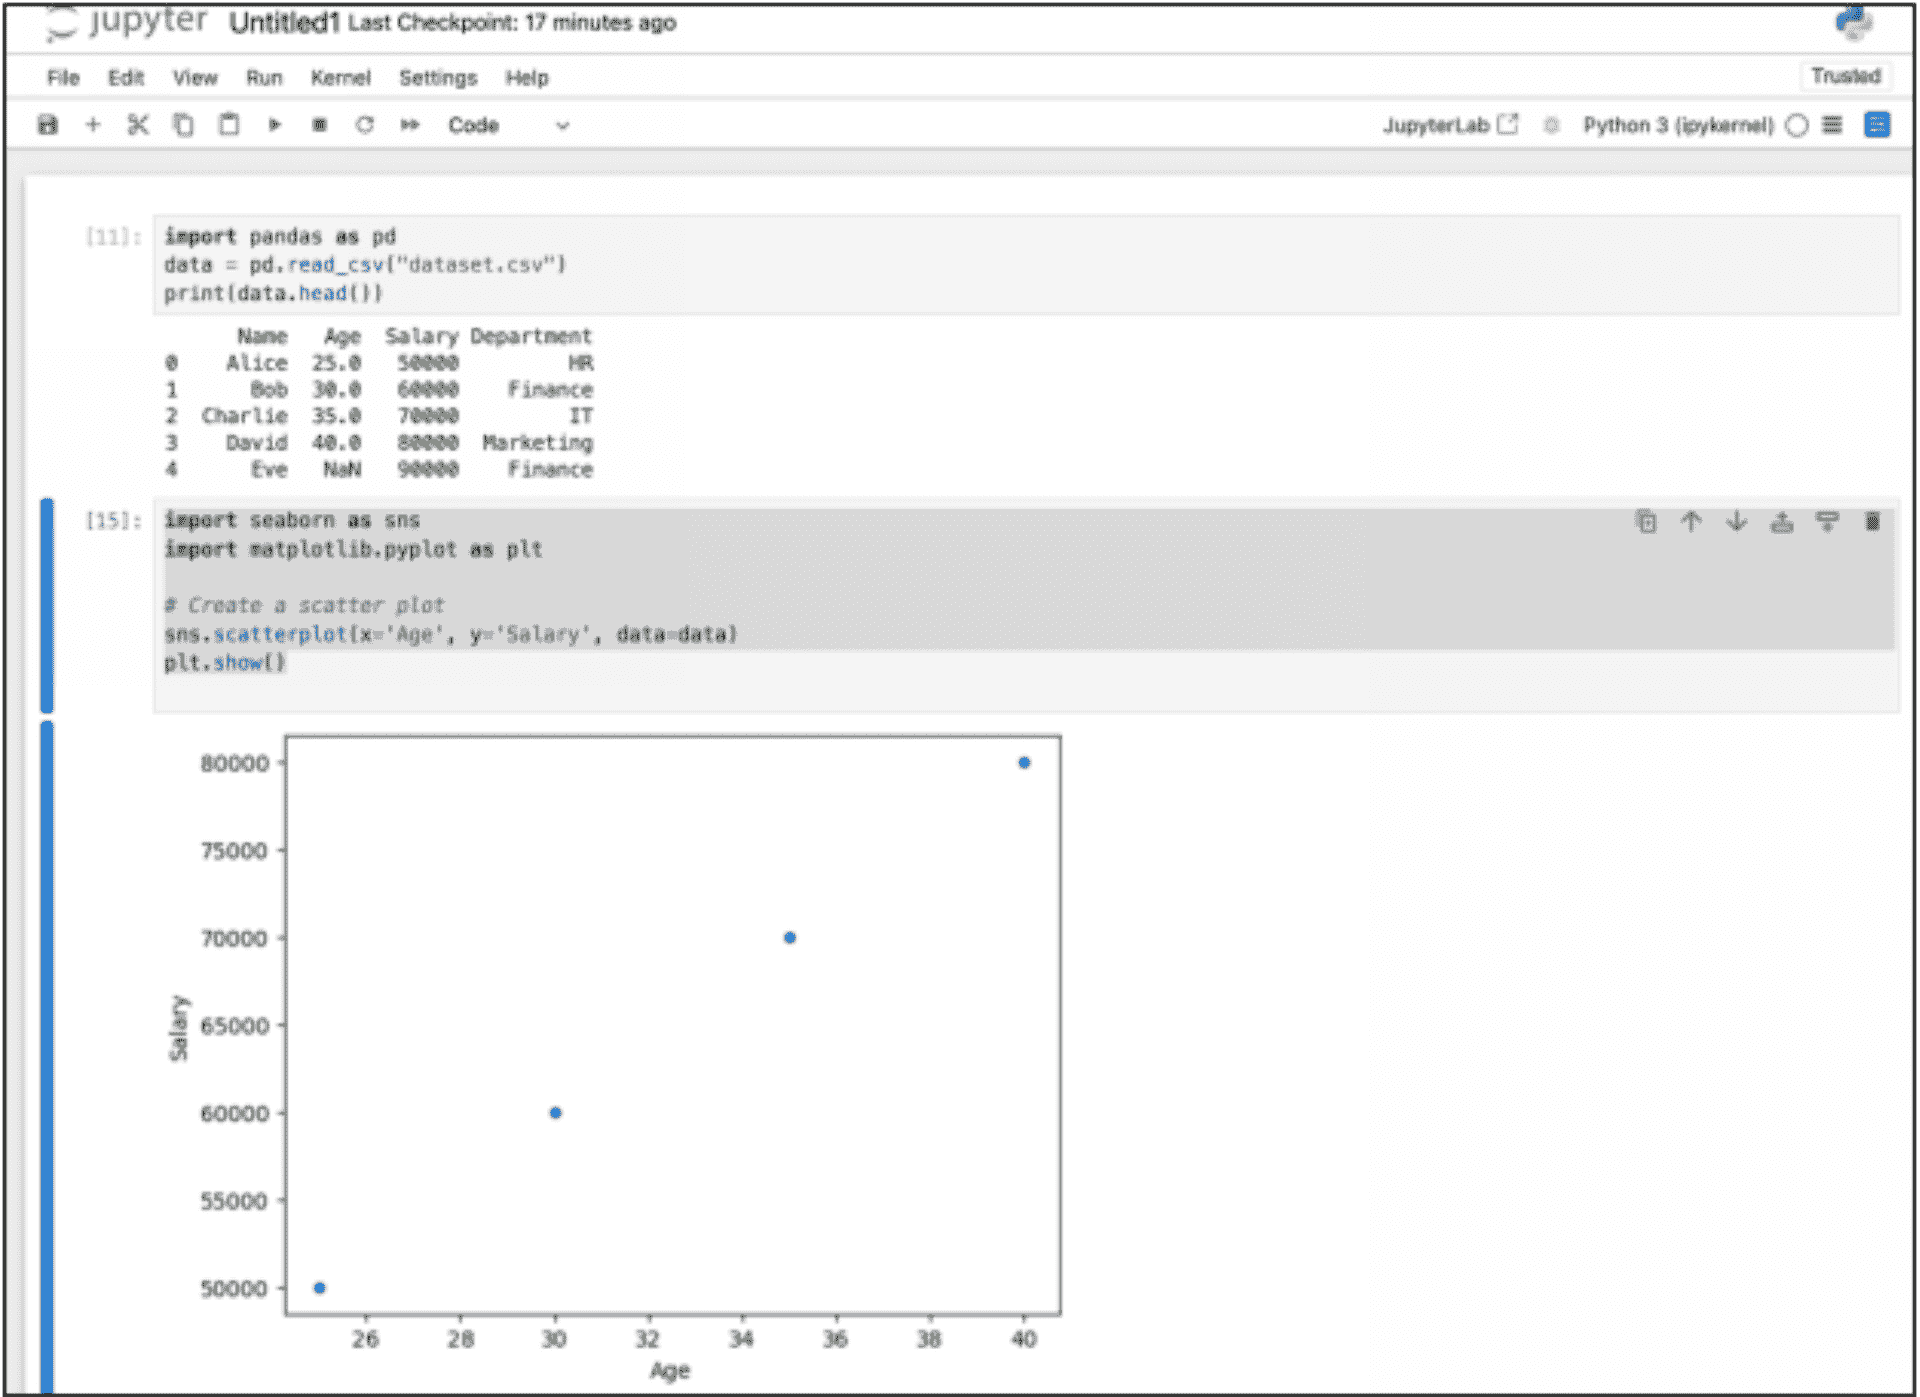 jupyter Untitled1 Last Checkpoint: 17 minutes ago
File Edit View Run Kernel Settings Help Trusted
Code JupyterLab Python 3 (ipykernel)
[11]: import pandas as pd
data = pd.read_csv("dataset.csv")
print(data.head())
Name Age Salary Department
0 Alice 25.0 50000 HR
1 Bob 30.0 60000 Finance
2 Charlie 35.0 70000 IT
3 David 40.0 80000 Marketing
4 Eve NaN 90000 Finance
[15]: import seaborn as sns
import matplotlib.pyplot as plt
# Create a scatter plot
sns.scatterplot(x='Age', y='Salary', data=data)
plt.show()
80000
75000
70000
65000
Salary
60000
55000
50000
26 28 30 32 34 36 38 40
Age